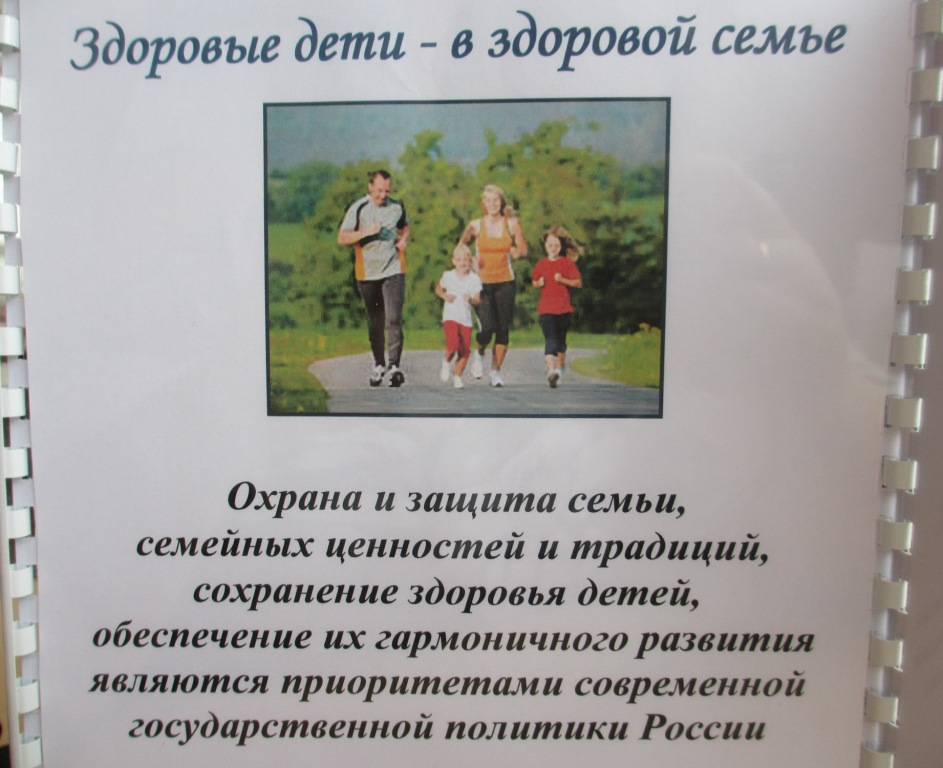 Здоровые дети - в здоровой семье
Охрана и защита семьи,
семейных ценностей и традиций,
сохранение здоровья детей,
обеспечение их гармоничного развития
являются приоритетами современной
государственной политики России